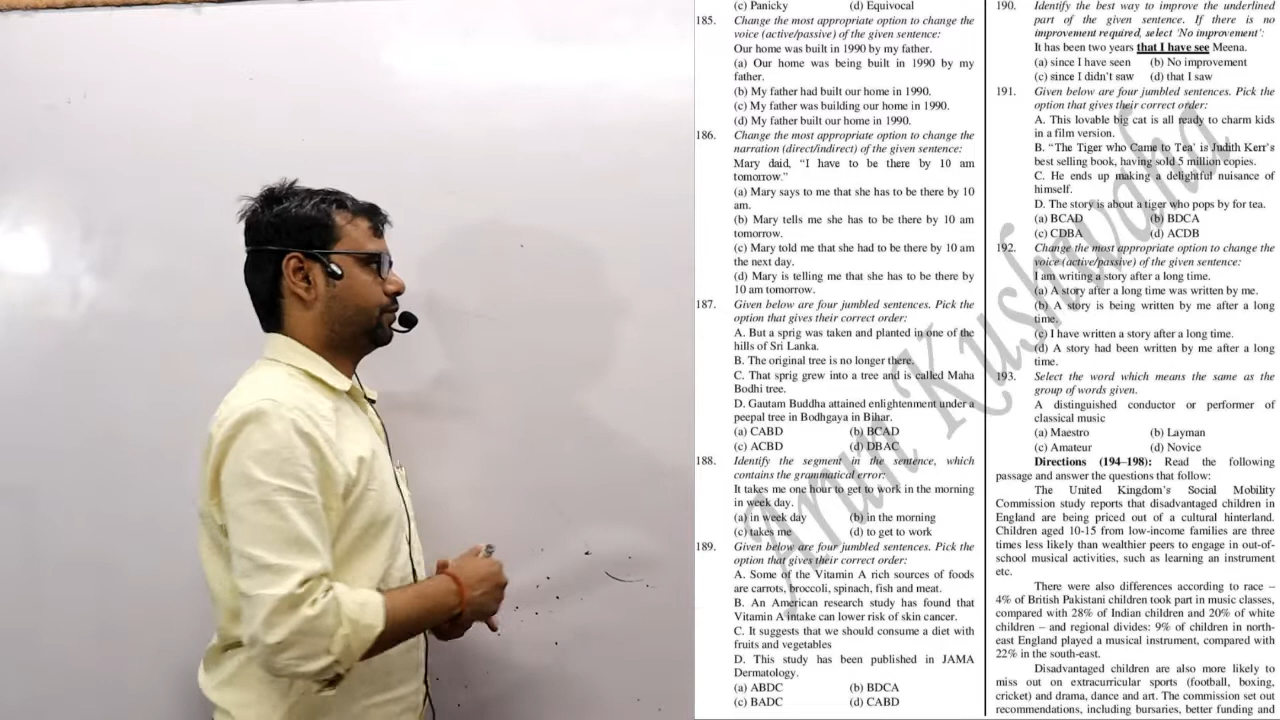 (c) Panicky (d) Equivocal
185. Change the most appropriate option to change the
voice (active/passive) of the given sentence:
Our home was built in 1990 by my father.
(a) Our home was being built in 1990 by my
father.
(b) My father had built our home in 1990.
(c) My father was building our home in 1990.
(d) My father built our home in 1990.
186. Change the most appropriate option to change the
narration (direct/indirect) of the given sentence:
Mary daid, “I have to be there by 10 am
tomorrow.”
(a) Mary says to me that she has to be there by 10
am.
(b) Mary tells me she has to be there by 10 am
tomorrow.
(c) Mary told me that she had to be there by 10 am
the next day.
(d) Mary is telling me that she has to be there by
10 am tomorrow.
187. Given below are four jumbled sentences. Pick the
option that gives their correct order:
A. But a sprig was taken and planted in one of the
hills of Sri Lanka.
B. The original tree is no longer there.
C. That sprig grew into a tree and is called Maha
Bodhi tree.
D. Gautam Buddha attained enlightenment under a
peepal tree in Bodhgaya in Bihar.
(a) CABD (b) BCAD
(c) ACBD (d) DBAC
188. Identify the segment in the sentence, which
contains the grammatical error:
It takes me one hour to get to work in the morning
in week day.
(a) in week day (b) in the morning
(c) takes me (d) to get to work
189. Given below are four jumbled sentences. Pick the
option that gives their correct order:
A. Some of the Vitamin A rich sources of foods
are carrots, broccoli, spinach, fish and meat.
B. An American research study has found that
Vitamin A intake can lower risk of skin cancer.
C. It suggests that we should consume a diet with
fruits and vegetables
D. This study has been published in JAMA
Dermatology.
(a) ABDC (b) BDCA
(c) BADC (d) CABD
190. Identify the best way to improve the underlined
part of the given sentence. If there is no
improvement required, select ‘No improvement’:
It has been two years that I have see Meena.
(a) since I have seen (b) No improvement
(c) since I didn’t saw (d) that I saw
191. Given below are four jumbled sentences. Pick the
option that gives their correct order:
A. This lovable big cat is all ready to charm kids
in a film version.
B. “The Tiger who Came to Tea’ is Judith Kerr’s
best selling book, having sold 5 million copies.
C. He ends up making a delightful nuisance of
himself.
D. The story is about a tiger who pops by for tea.
(a) BCAD (b) BDCA
(c) CDBA (d) ACDB
192. Change the most appropriate option to change the
voice (active/passive) of the given sentence:
I am writing a story after a long time.
(a) A story after a long time was written by me.
(b) A story is being written by me after a long
time.
(c) I have written a story after a long time.
(d) A story had been written by me after a long
time.
193. Select the word which means the same as the
group of words given.
A distinguished conductor or performer of
classical music
(a) Maestro (b) Layman
(c) Amateur (d) Novice
Directions (194-198): Read the following
passage and answer the questions that follow:
The United Kingdom’s Social Mobility
Commission study reports that disadvantaged children in
England are being priced out of a cultural hinterland.
Children aged 10-15 from low-income families are three
times less likely than wealthier peers to engage in out-of-
school musical activities, such as learning an instrument
etc.
There were also differences according to race –
4% of British Pakistani children took part in music classes,
compared with 28% of Indian children and 20% of white
children – and regional divides: 9% of children in north-
east England played a musical instrument, compared with
22% in the south-east.
Disadvantaged children are also more likely to
miss out on extracurricular sports (football, boxing,
cricket) and drama, dance and art. The commission set out
recommendations, including bursaries, better funding and
Arun Kushwaha